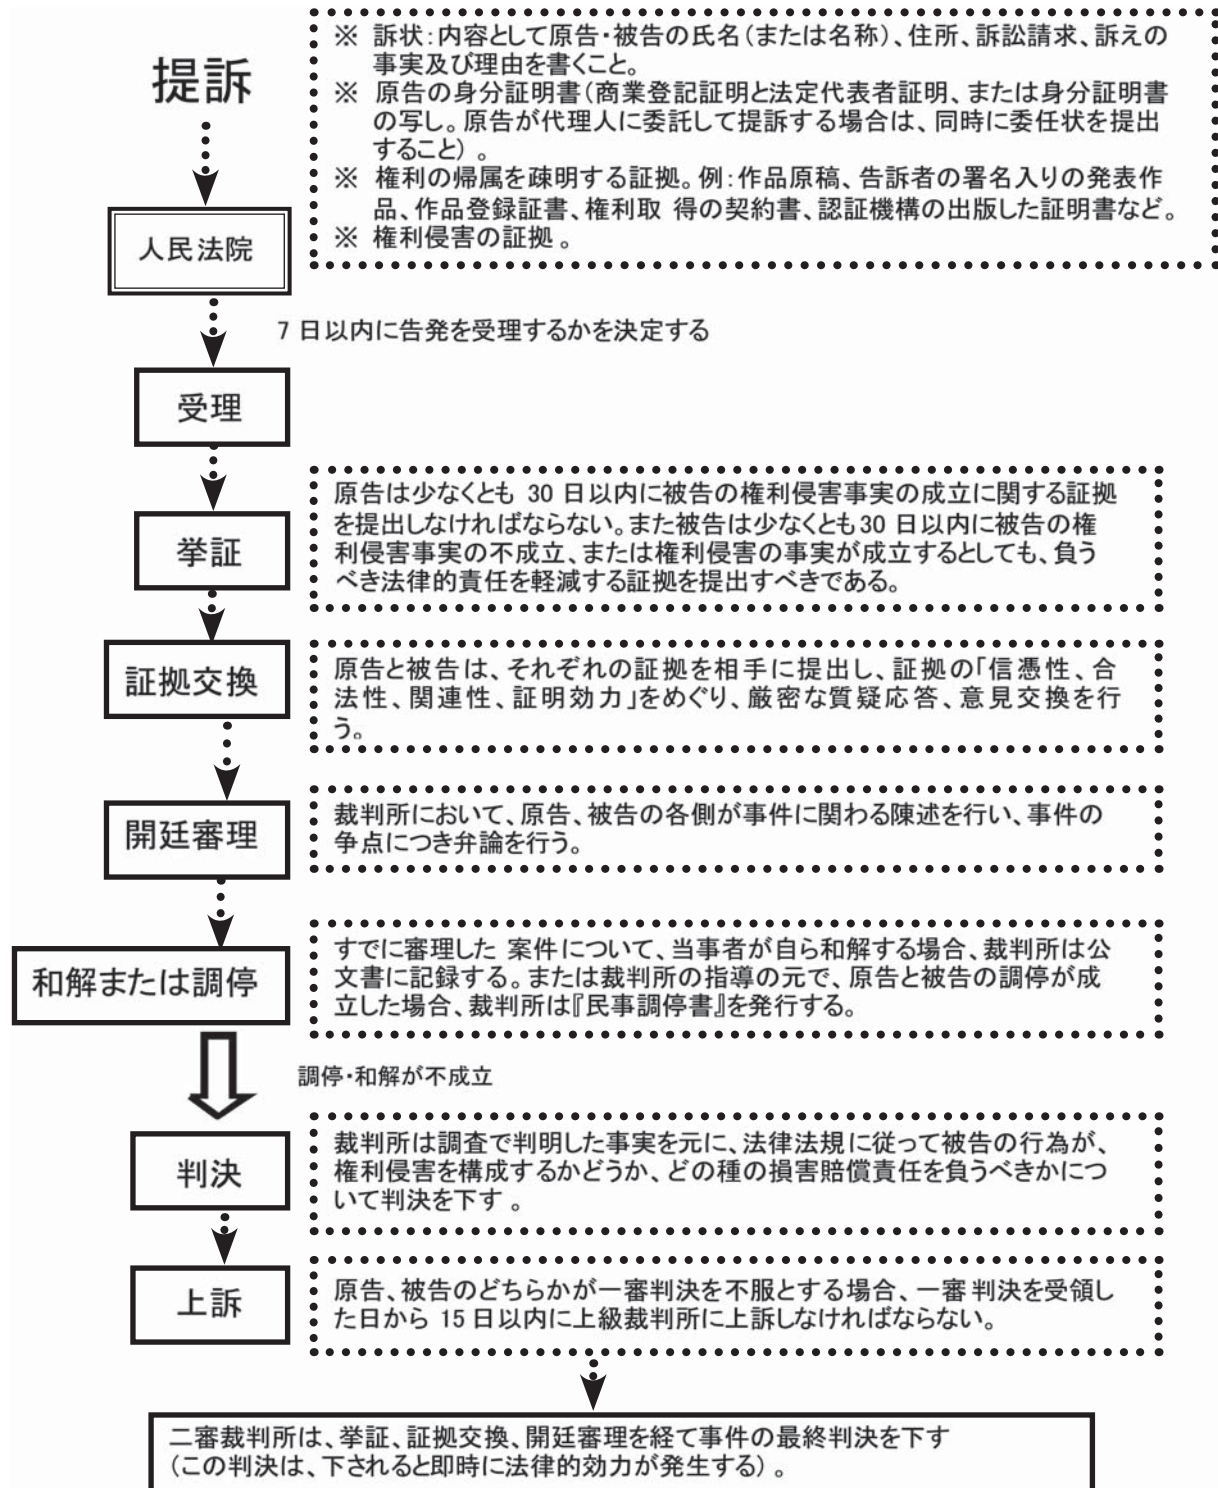 提訴
※ 訴状：内容として原告・被告の氏名（または名称）、住所、訴訟請求、訴えの
事実及び理由を書くこと。
※ 原告の身分証明書（商業登記証明と法定代表者証明、または身分証明書
の写し。原告が代理人に委託して提訴する場合は、同時に委任状を提出
すること）。
※ 権利の帰属を疎明する証拠。例：作品原稿、告訴者の署名入りの発表作
品、作品登録証書、権利取 得の契約書、認証機構の出版した証明書など。
※ 権利侵害の証拠 。
人民法院
7 日以内に告発を受理するかを決定する
受理
挙証
原告は少なくとも 30 日以内に被告の権利侵害事実の成立に関する証拠
を提出しなければならない。また被告は少なくとも30 日以内に被告の権
利侵害事実の不成立、または権利侵害の事実が成立するとしても、負う
べき法律的責任を軽減する証拠を提出すべきである。
証拠交換
原告と被告は、それぞれの証拠を相手に提出し、証拠の「信憑性、合
法性、関連性、証明効力」をめぐり、厳密な質疑応答、意見交換を行
う。
開廷審理
裁判所において、原告、被告の各側が事件に関わる陳述を行い、事件の
争点につき弁論を行う。
和解または調停
すでに審理した 案件について、当事者が自ら和解する場合、裁判所は公
文書に記録する。または裁判所の指導の元で、原告と被告の調停が成
立した場合、裁判所は『民事調停書』を発行する。
調停・和解が不成立
判決
裁判所は調査で判明した事実を元に、法律法規に従って被告の行為が、
権利侵害を構成するかどうか、どの種の損害賠償責任を負うべきかにつ
いて判決を下す 。
上訴
原告、被告のどちらかが一審判決を不服とする場合、一審 判決を受領し
た日から 15 日以内に上級裁判所に上訴しなければならない。
二審裁判所は、挙証、証拠交換、開廷審理を経て事件の最終判決を下す
（この判決は、下されると即時に法律的効力が発生する）。